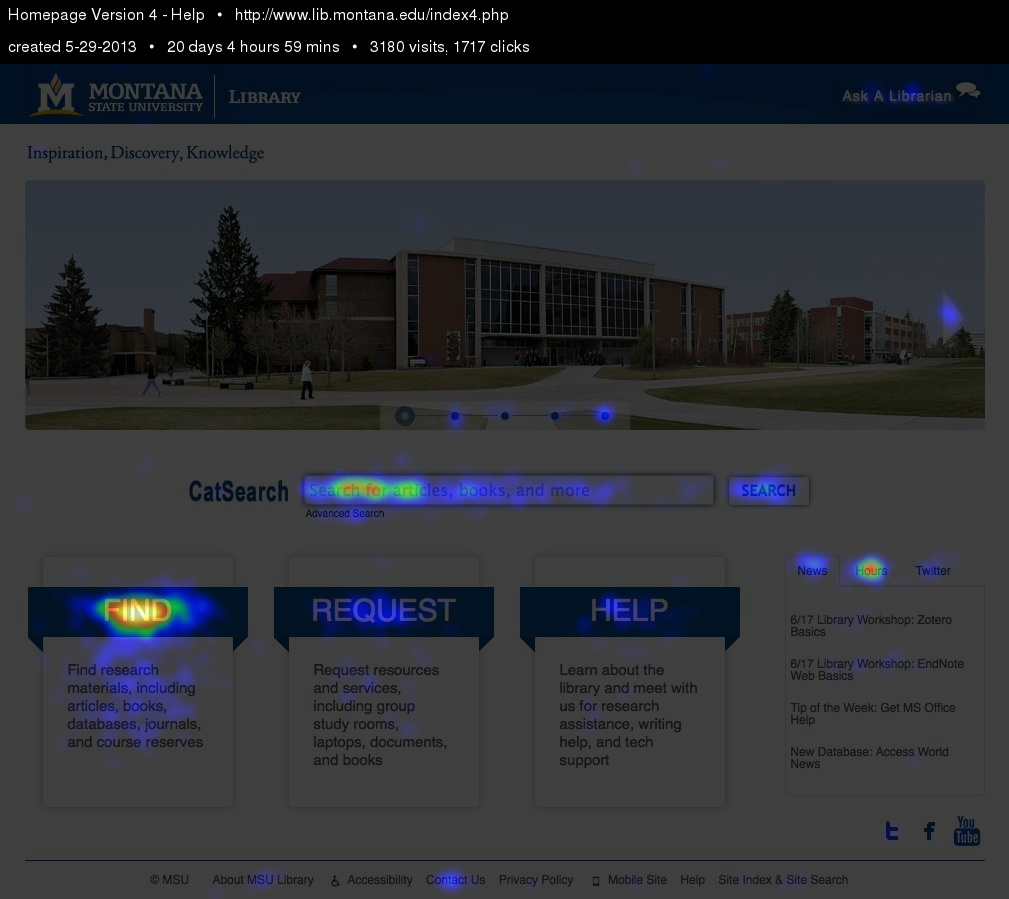 Homepage Version 4 - Help • http://www.lib.montana.edu/index4.php
created 5-29-2013 • 20 days 4 hours 59 mins • 3180 visits, 1717 clicks
M MONTANA STATE UNIVERSITY LIBRARY
Ask A Librarian
Inspiration, Discovery, Knowledge
CatSearch
Search for articles, books, and more
SEARCH
Advanced Search
FIND
Find research
materials, including
articles, books,
databases, journals,
and course reserves
REQUEST
Request resources
and services,
including group
study rooms,
laptops, documents,
and books
HELP
Learn about the
library and meet with
us for research
assistance, writing
help, and tech
support
News Hours Twitter
6/17 Library Workshop: Zotero
Basics
6/17 Library Workshop: EndNote
Web Basics
Tip of the Week: Get MS Office
Help
New Database: Access World
News
t f You Tube
© MSU About MSU Library Accessibility Contact Us Privacy Policy Mobile Site Help Site Index & Site Search